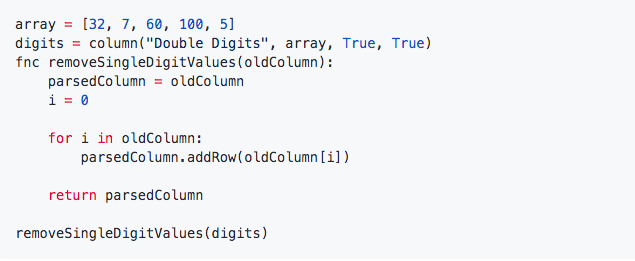 array = [32, 7, 60, 100, 5]
digits = column("Double Digits", array, True, True)
fnc removeSingleDigitValues(oldColumn):
    parsedColumn = oldColumn
    i = 0

    for i in oldColumn:
        parsedColumn.addRow(oldColumn[i])

    return parsedColumn

removeSingleDigitValues(digits)